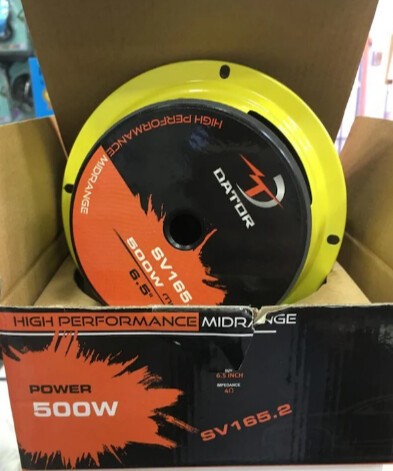 HIGH PERFORMANCE MIDRANGE
DATOR
SV165
500W
6.5"
HIGH PERFORMANCE MIDRANGE
POWER
500W
SIZE
6.5 INCH
IMPEDANCE
4Ω
SV165.2